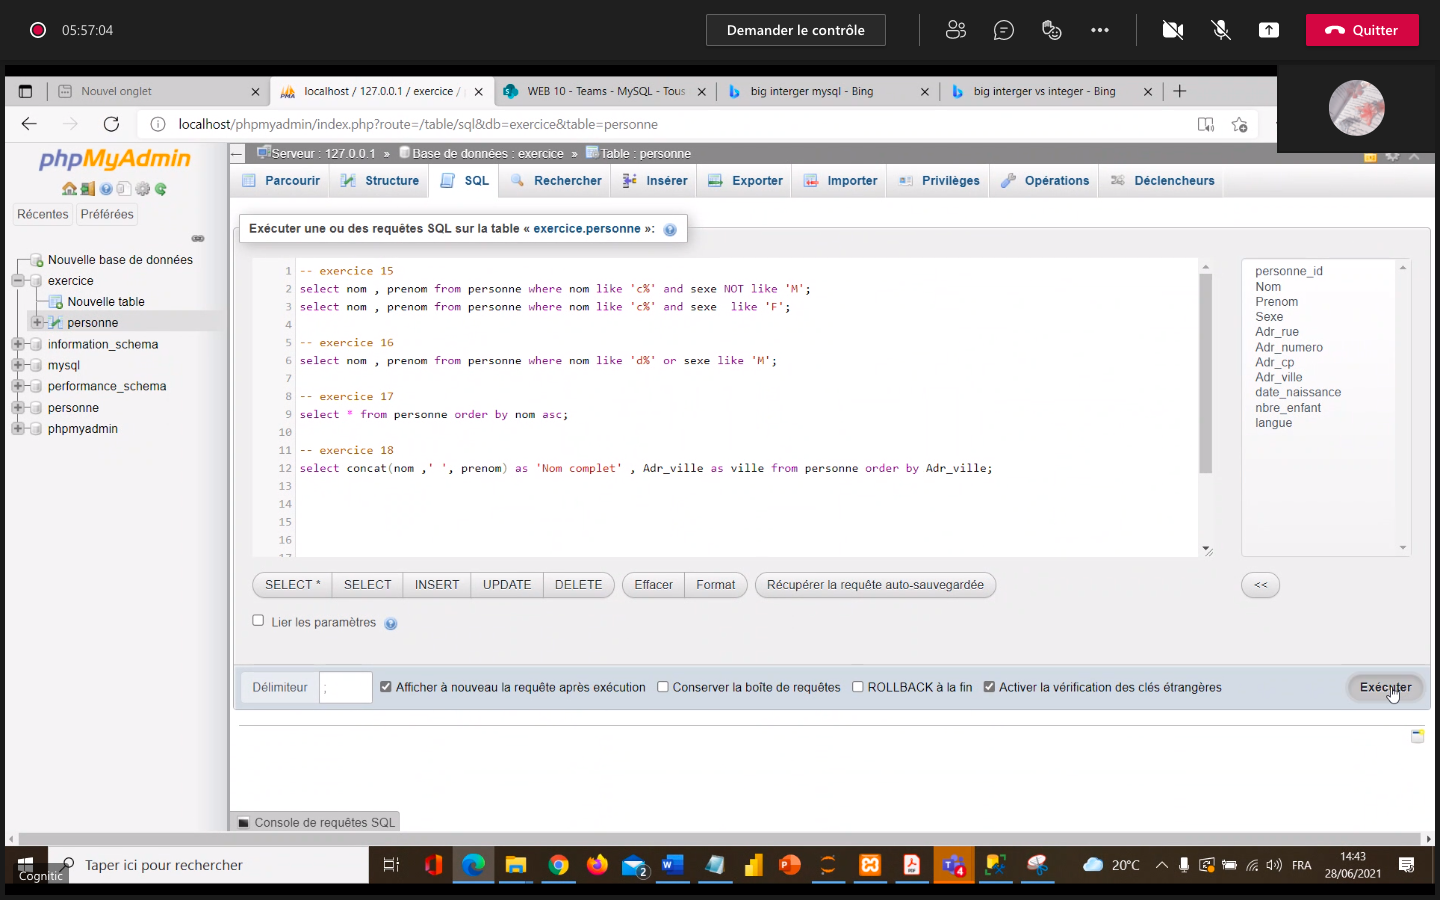 05:57:04
Demander le contrôle
Quitter
Nouvel onglet
localhost / 127.0.0.1 / exercice /
WEB 10 - Teams - MySQL - Tous
big interger mysql - Bing
big interger vs integer - Bing
localhost/phpmyadmin/index.php?route=/table/sql&db=exercice&table=personne
phpMyAdmin
Récentes
Préférées
Nouvelle base de données
exercice
Nouvelle table
personne
information_schema
mysql
performance_schema
personne
phpmyadmin
Serveur : 127.0.0.1 » Base de données : exercice » Table : personne
Parcourir
Structure
SQL
Rechercher
Insérer
Exporter
Importer
Privilèges
Opérations
Déclencheurs
Exécuter une ou des requêtes SQL sur la table « exercice.personne »:
1 -- exercice 15
2 select nom , prenom from personne where nom like 'c%' and sexe NOT like 'M';
3 select nom , prenom from personne where nom like 'c%' and sexe  like 'F';
4
5 -- exercice 16
6 select nom , prenom from personne where nom like 'd%' or sexe like 'M';
7
8 -- exercice 17
9 select * from personne order by nom asc;
10
11 -- exercice 18
12 select concat(nom ,' ', prenom) as 'Nom complet' , Adr_ville as ville from personne order by Adr_ville;
13
14
15
16
17
personne_id
Nom
Prenom
Sexe
Adr_rue
Adr_numero
Adr_cp
Adr_ville
date_naissance
nbre_enfant
langue
SELECT *
SELECT
INSERT
UPDATE
DELETE
Effacer
Format
Récupérer la requête auto-sauvegardée
<<
Lier les paramètres
Délimiteur
;
Afficher à nouveau la requête après exécution
Conserver la boîte de requêtes
ROLLBACK à la fin
Activer la vérification des clés étrangères
Exécuter
Console de requêtes SQL
Taper ici pour rechercher
Cognitic
2
4
20°C
FRA
14:43
28/06/2021